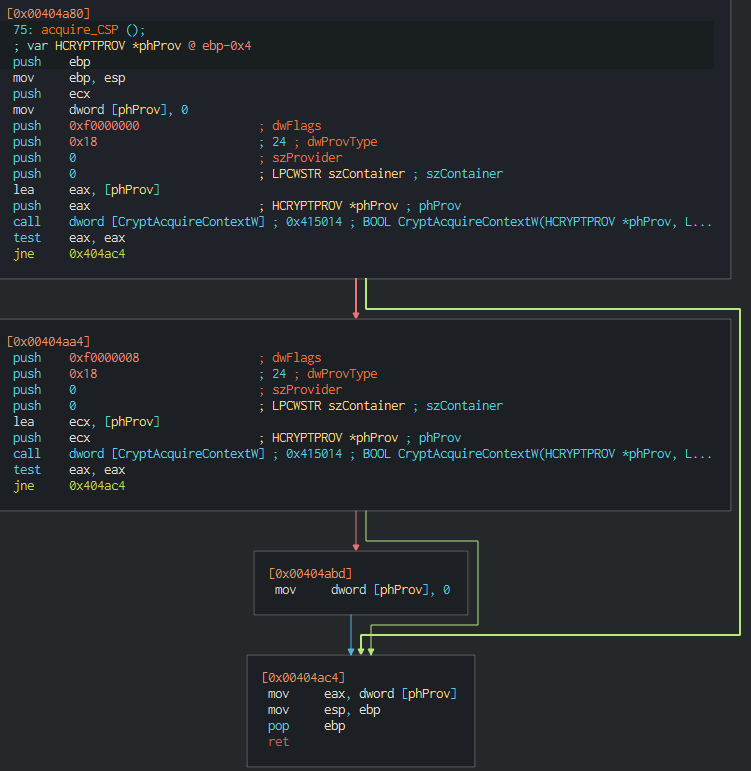 [0x00404a80]
75: acquire_CSP ();
; var HCRYPTPROV *phProv @ ebp-0x4
push ebp
mov ebp, esp
push ecx
mov dword [phProv], 0
push 0xf0000000 ; dwFlags
push 0x18 ; 24 ; dwProvType
push 0 ; szProvider
push 0 ; LPCWSTR szContainer ; szContainer
lea eax, [phProv]
push eax ; HCRYPTPROV *phProv ; phProv
call dword [CryptAcquireContextW] ; 0x415014 ; BOOL CryptAcquireContextW(HCRYPTPROV *phProv, L...
test eax, eax
jne 0x404ac4
[0x00404aa4]
push 0xf0000008 ; dwFlags
push 0x18 ; 24 ; dwProvType
push 0 ; szProvider
push 0 ; LPCWSTR szContainer ; szContainer
lea ecx, [phProv]
push ecx ; HCRYPTPROV *phProv ; phProv
call dword [CryptAcquireContextW] ; 0x415014 ; BOOL CryptAcquireContextW(HCRYPTPROV *phProv, L...
test eax, eax
jne 0x404ac4
[0x00404abd]
mov dword [phProv], 0
[0x00404ac4]
mov eax, dword [phProv]
mov esp, ebp
pop ebp
ret